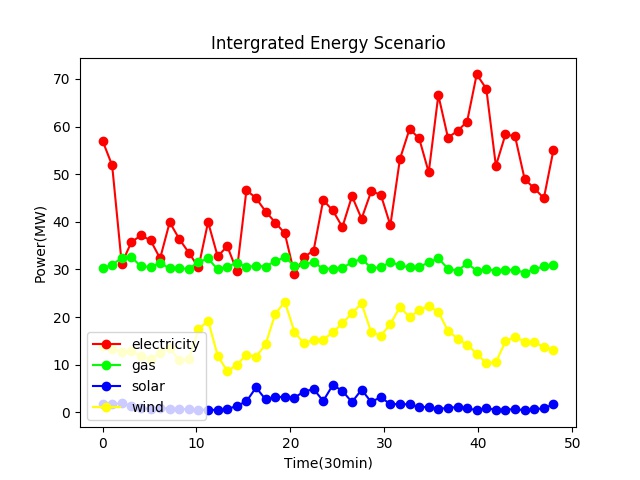 Intergrated Energy Scenario
Power(MW)
70
60
50
40
30
20
10
0
electricity
gas
solar
wind
0 10 20 30 40 50
Time(30min)